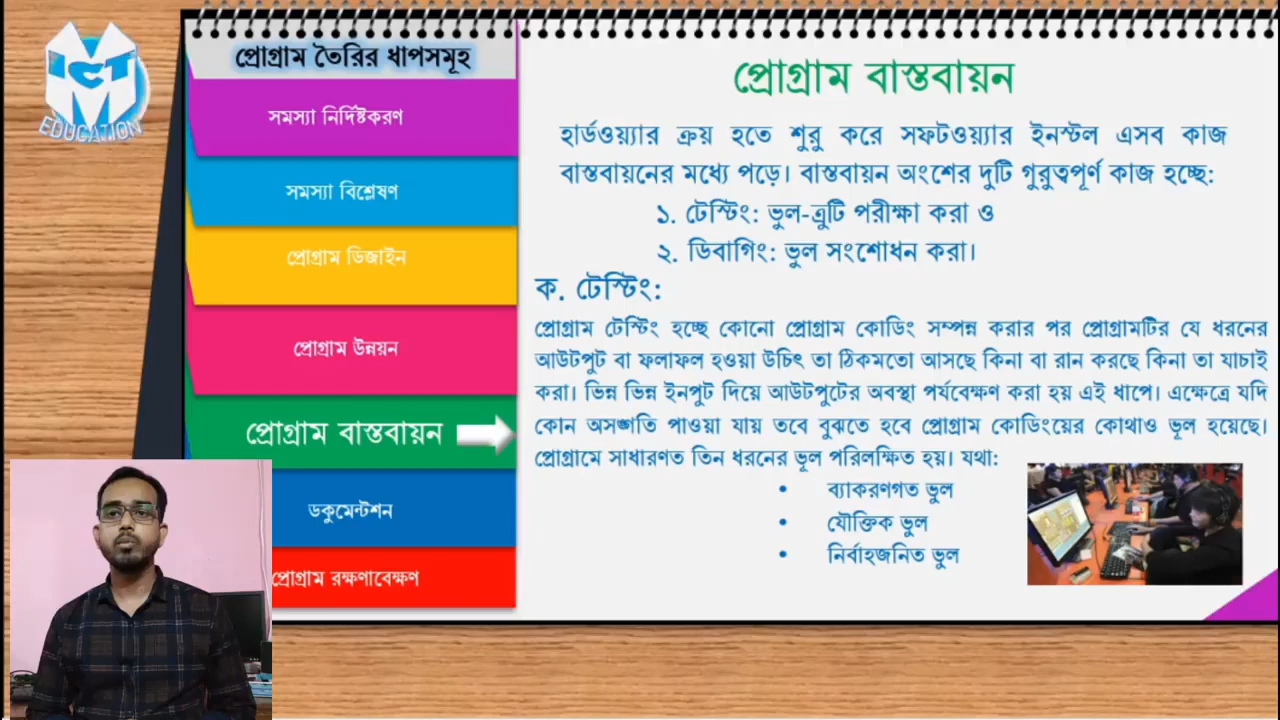 ICT
EDUCATION
প্রোগ্রাম তৈরির ধাপসমূহ
সমস্যা নির্দিষ্টকরণ
সমস্যা বিশ্লেষণ
প্রোগ্রাম ডিজাইন
প্রোগ্রাম উন্নয়ন
প্রোগ্রাম বাস্তবায়ন
ডকুমেন্টশন
প্রোগ্রাম রক্ষণাবেক্ষণ
প্রোগ্রাম বাস্তবায়ন
হার্ডওয়্যার ক্রয় হতে শুরু করে সফটওয়্যার ইনস্টল এসব কাজ
বাস্তবায়নের মধ্যে পড়ে। বাস্তবায়ন অংশের দুটি গুরুত্বপূর্ণ কাজ হচ্ছে:
১. টেস্টিং: ভুল-ত্রুটি পরীক্ষা করা ও
২. ডিবাগিং: ভুল সংশোধন করা।
ক. টেস্টিং:
প্রোগ্রাম টেস্টিং হচ্ছে কোনো প্রোগ্রাম কোডিং সম্পন্ন করার পর প্রোগ্রামটির যে ধরনের
আউটপুট বা ফলাফল হওয়া উচিৎ তা ঠিকমতো আসছে কিনা বা রান করছে কিনা তা যাচাই
করা। ভিন্ন ভিন্ন ইনপুট দিয়ে আউটপুটের অবস্থা পর্যবেক্ষণ করা হয় এই ধাপে। এক্ষেত্রে যদি
কোন অসঙ্গতি পাওয়া যায় তবে বুঝতে হবে প্রোগ্রাম কোডিংয়ের কোথাও ভূল হয়েছে।
প্রোগ্রামে সাধারণত তিন ধরনের ভূল পরিলক্ষিত হয়। যথা:
• ব্যাকরণগত ভুল
• যৌক্তিক ভুল
• নির্বাহজনিত ভুল